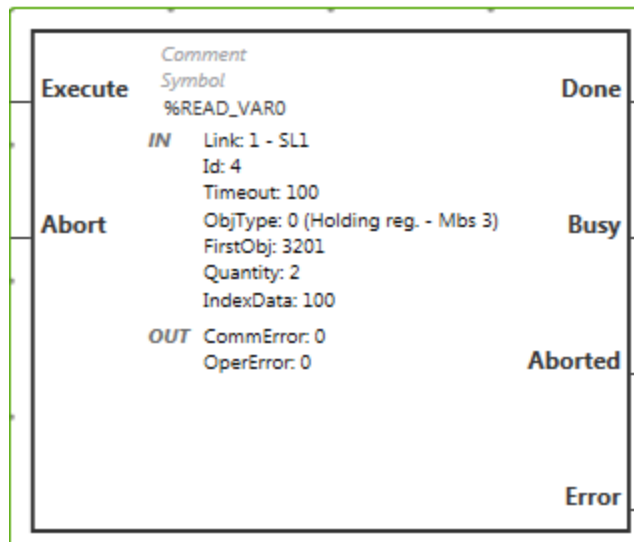 Comment
Symbol
Execute
Done
%READ_VAR0
IN Link: 1 - SL1
Id: 4
Timeout: 100
Abort
ObjType: 0 (Holding reg. - Mbs 3)
Busy
FirstObj: 3201
Quantity: 2
IndexData: 100
OUT CommError: 0
OperError: 0
Aborted
Error